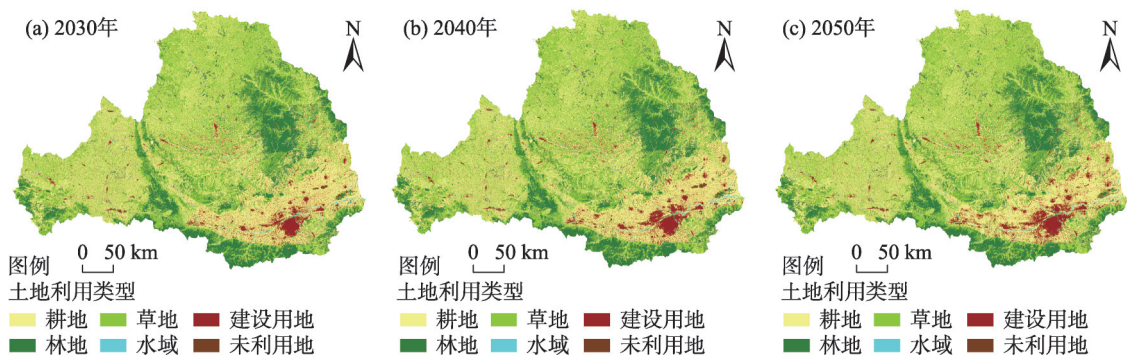 (a) 2030年
N
0 50 km
图例
土地利用类型
耕地 草地 建设用地
林地 水域 未利用地
(b) 2040年
N
0 50 km
图例
土地利用类型
耕地 草地 建设用地
林地 水域 未利用地
(c) 2050年
N
0 50 km
图例
土地利用类型
耕地 草地 建设用地
林地 水域 未利用地